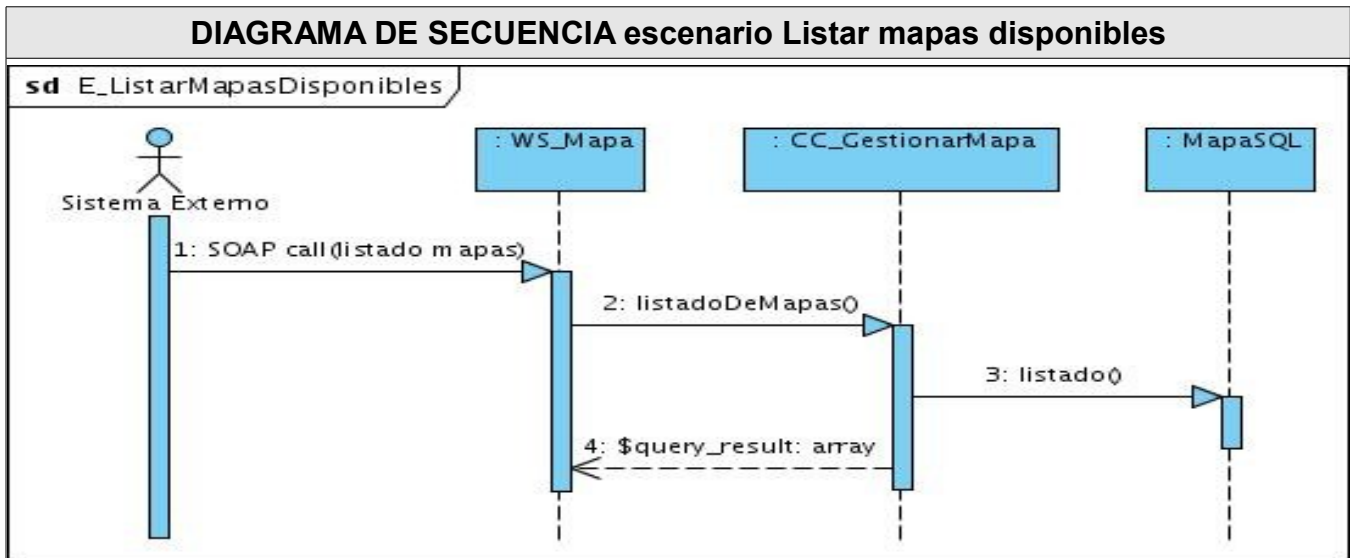 DIAGRAMA DE SECUENCIA escenario Listar mapas disponibles
sd E_ListarMapasDisponibles
: WS_Mapa
: CC_GestionarMapa
: MapaSQL
Sistema Externo
1: SOAP call(listado mapas)
2: listadoDeMapas()
3: listado()
4: $query_result: array